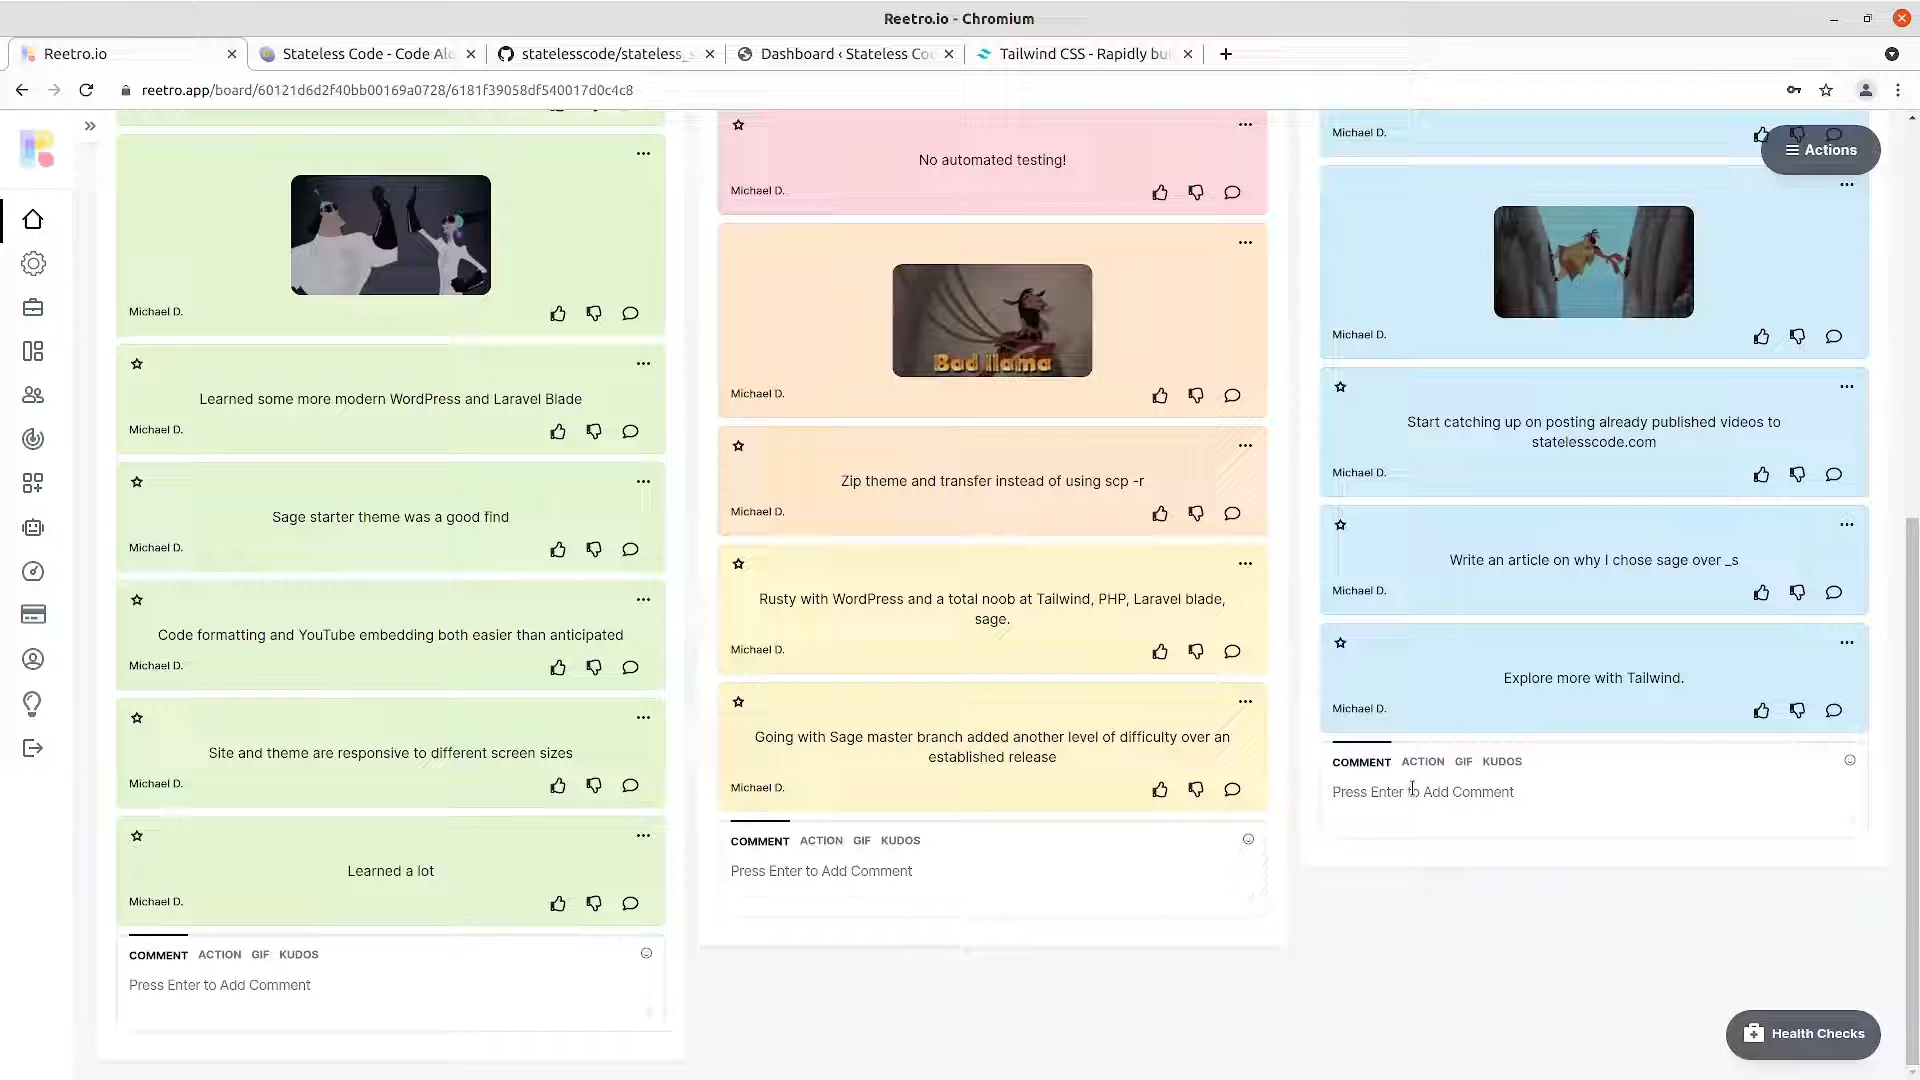 Reetro.io - Chromium
Reetro.io
Stateless Code - Code Alo
statelesscode/stateless_s
Dashboard ‹ Stateless Co
Tailwind CSS - Rapidly bui
reetro.app/board/60121d6d2f40bb00169a0728/6181f39058df540017d0c4c8
Michael D.
Learned some more modern WordPress and Laravel Blade
Michael D.
Sage starter theme was a good find
Michael D.
Code formatting and YouTube embedding both easier than anticipated
Michael D.
Site and theme are responsive to different screen sizes
Michael D.
Learned a lot
Michael D.
COMMENT ACTION GIF KUDOS
Press Enter to Add Comment
No automated testing!
Michael D.
Bad llama
Michael D.
Zip theme and transfer instead of using scp -r
Michael D.
Rusty with WordPress and a total noob at Tailwind, PHP, Laravel blade,
sage.
Michael D.
Going with Sage master branch added another level of difficulty over an
established release
Michael D.
COMMENT ACTION GIF KUDOS
Press Enter to Add Comment
Michael D.
Actions
Michael D.
Start catching up on posting already published videos to
statelesscode.com
Michael D.
Write an article on why I chose sage over _s
Michael D.
Explore more with Tailwind.
Michael D.
COMMENT ACTION GIF KUDOS
Press Enter to Add Comment
Health Checks